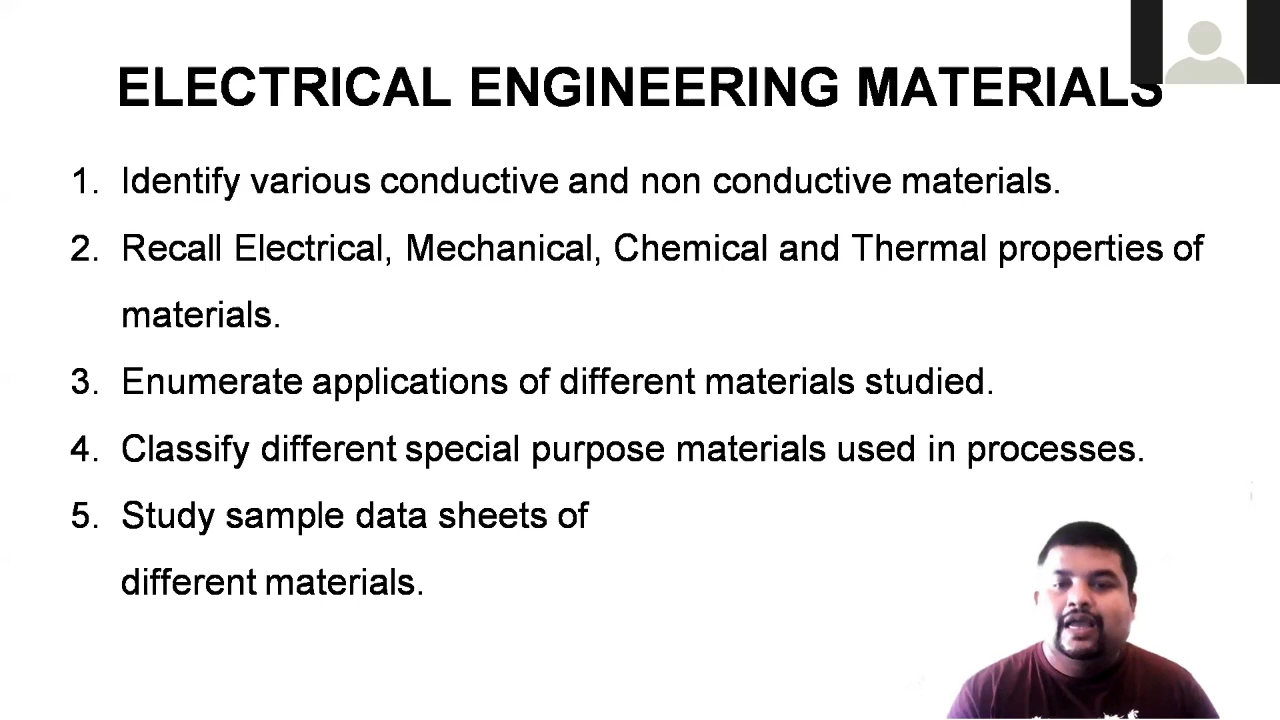 ELECTRICAL ENGINEERING MATERIALS
1. Identify various conductive and non conductive materials.
2. Recall Electrical, Mechanical, Chemical and Thermal properties of
materials.
3. Enumerate applications of different materials studied.
4. Classify different special purpose materials used in processes.
5. Study sample data sheets of
different materials.